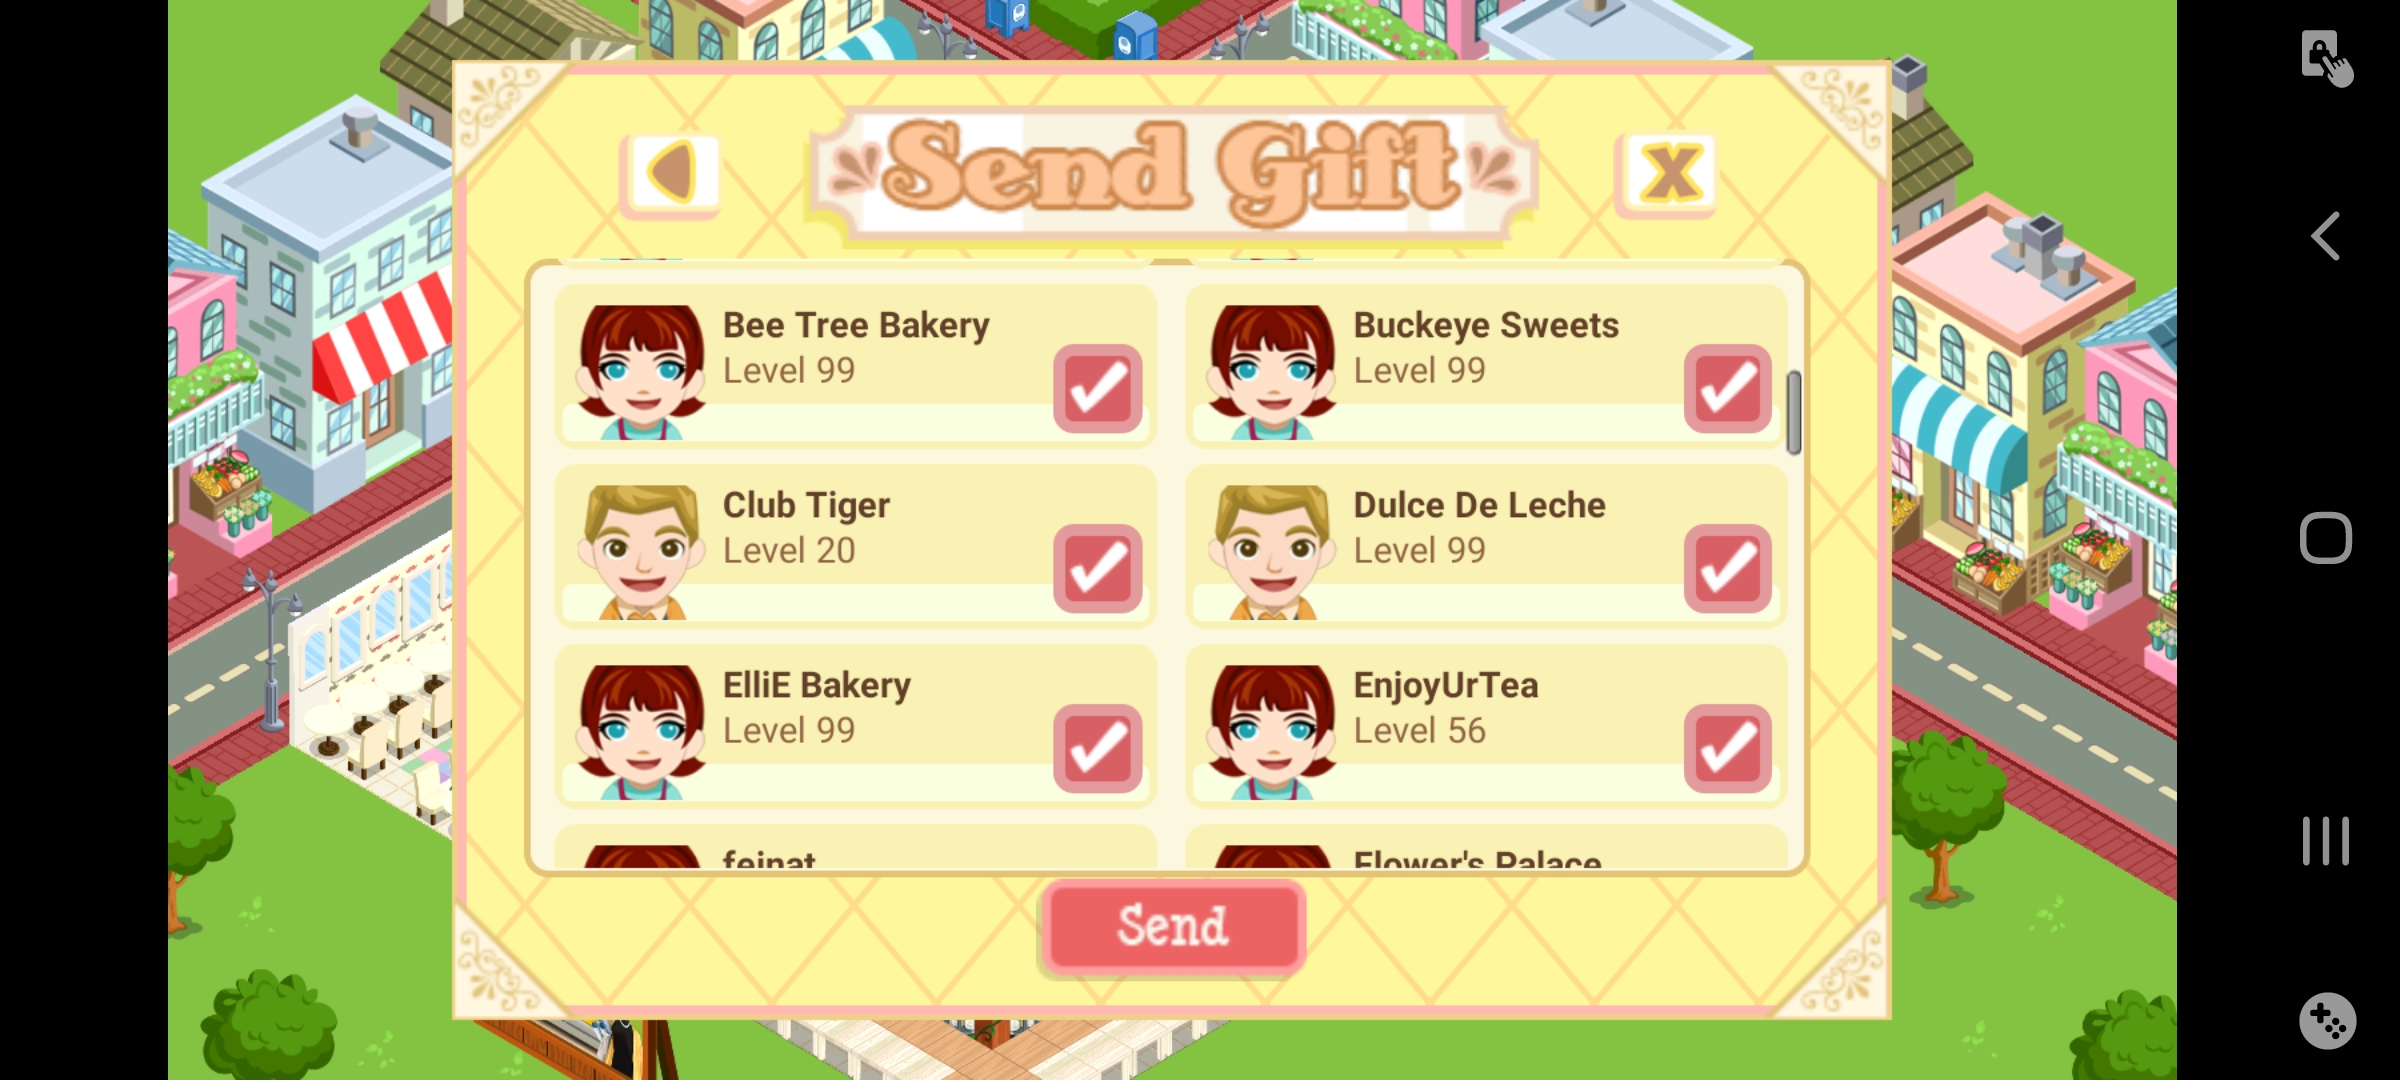 Send Gift
Bee Tree Bakery
Level 99
Buckeye Sweets
Level 99
Club Tiger
Level 20
Dulce De Leche
Level 99
ElliE Bakery
Level 99
EnjoyUrTea
Level 56
feinat
Flower's Palace
Send